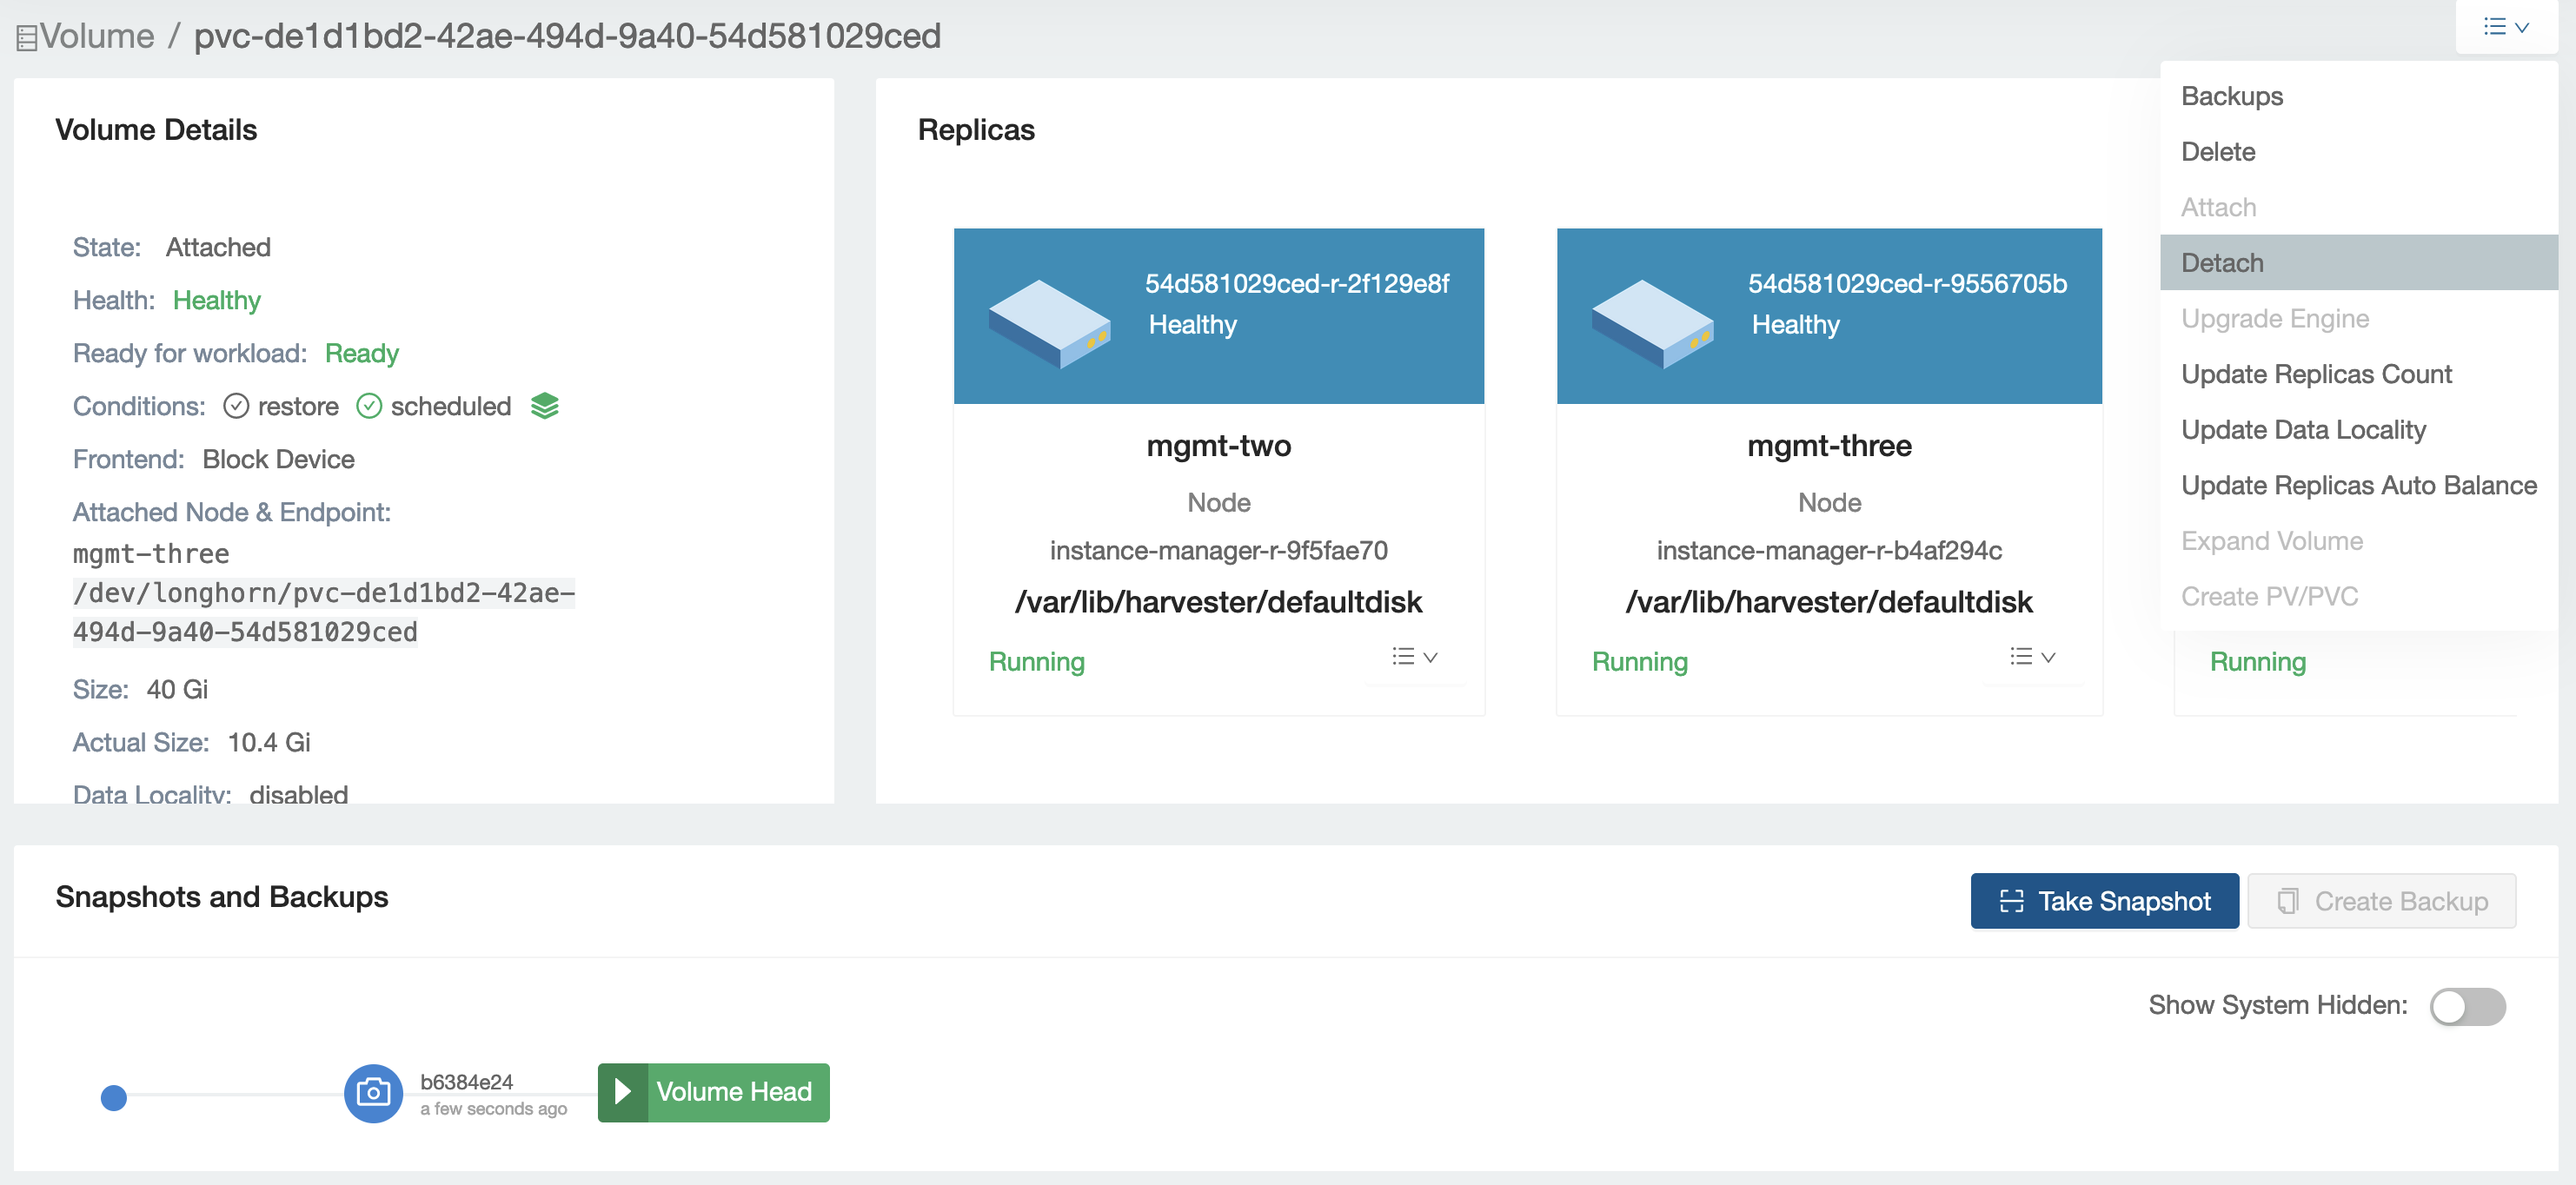 Volume / pvc-de1d1bd2-42ae-494d-9a40-54d581029ced
Volume Details
State: Attached
Health: Healthy
Ready for workload: Ready
Conditions: restore scheduled
Frontend: Block Device
Attached Node & Endpoint:
mgmt-three
/dev/longhorn/pvc-de1d1bd2-42ae-
494d-9a40-54d581029ced
Size: 40 Gi
Actual Size: 10.4 Gi
Data Locality: disabled
Replicas
54d581029ced-r-2f129e8f
Healthy
mgmt-two
Node
instance-manager-r-9f5fae70
/var/lib/harvester/defaultdisk
Running
54d581029ced-r-9556705b
Healthy
mgmt-three
Node
instance-manager-r-b4af294c
/var/lib/harvester/defaultdisk
Running
Running
Backups
Delete
Attach
Detach
Upgrade Engine
Update Replicas Count
Update Data Locality
Update Replicas Auto Balance
Expand Volume
Create PV/PVC
Snapshots and Backups
Take Snapshot
Create Backup
Show System Hidden:
b6384e24
a few seconds ago
Volume Head